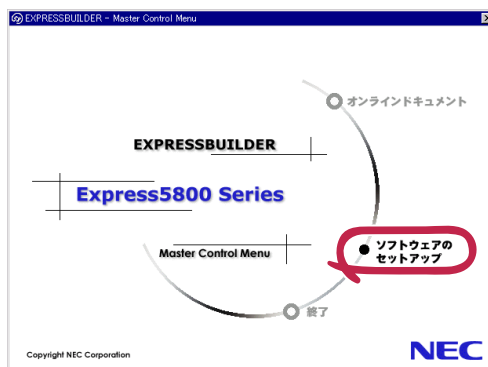 EXPRESSBUILDER - Master Control Menu
オンラインドキュメント
EXPRESSBUILDER
Express5800 Series
ソフトウェアの
セットアップ
Master Control Menu
終了
Copyright NEC Corporation
NEC